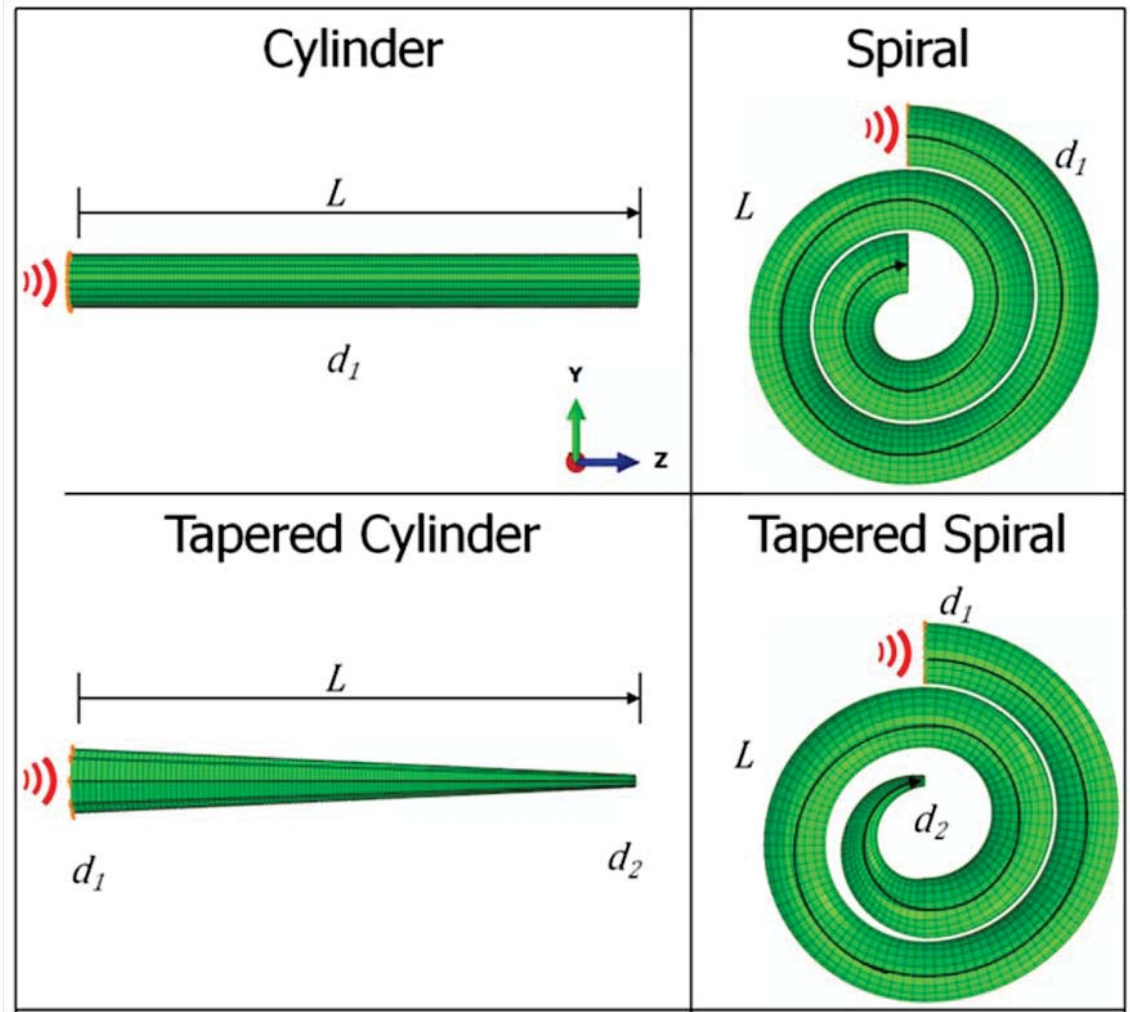 Cylinder
L
d1
Y
Z
Spiral
d1
L
Tapered Cylinder
L
d1
d2
Tapered Spiral
d1
L
d2